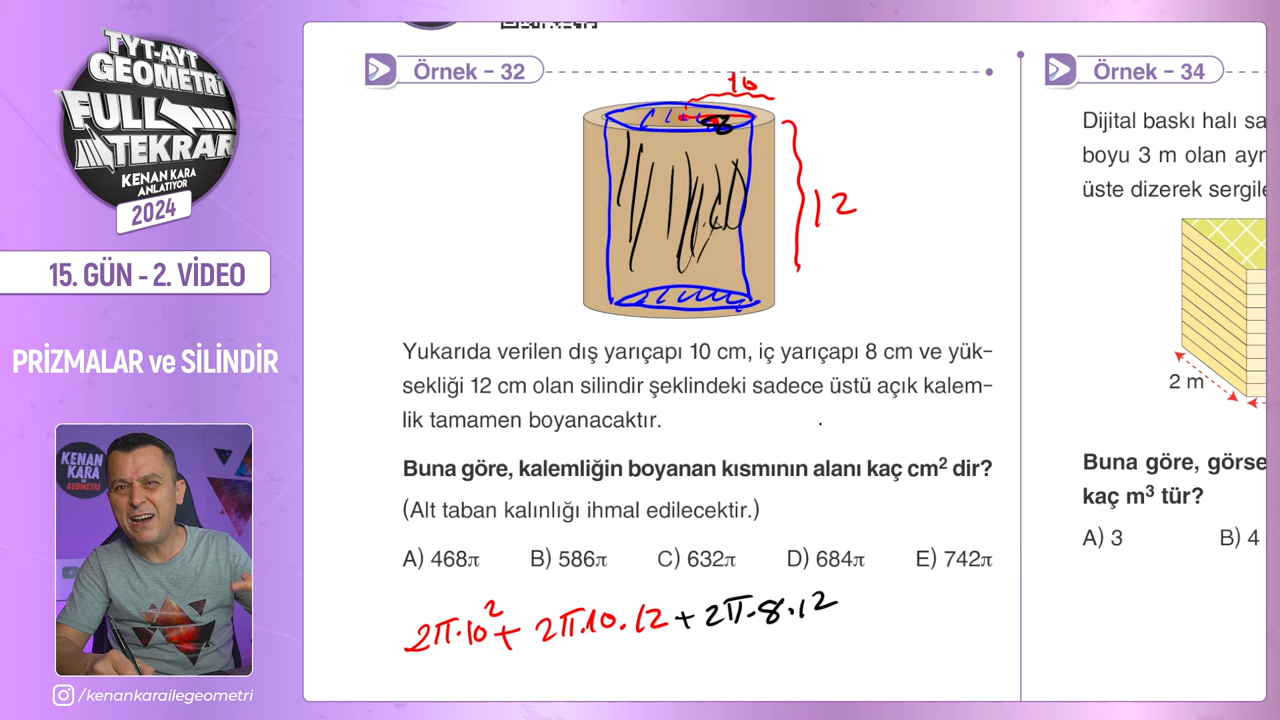 TYT-AYT
GEOMETRİ
FULL
TEKRAR
KENAN KARA
ANLATIYOR
2024
15. GÜN - 2. VİDEO
PRİZMALAR ve SİLİNDİR
KENAN
KARA
ile
GEOMETRİ
/kenankarailegeometri
Örnek – 32
10
8
12
Yukarıda verilen dış yarıçapı 10 cm, iç yarıçapı 8 cm ve yük-
sekliği 12 cm olan silindir şeklindeki sadece üstü açık kalem-
lik tamamen boyanacaktır.
Buna göre, kalemliğin boyanan kısmının alanı kaç cm² dir?
(Alt taban kalınlığı ihmal edilecektir.)
A) 468π B) 586π C) 632π D) 684π E) 742π
2π·10² + 2π·10·12 + 2π·8·12
Örnek – 34
Dijital baskı halı sa
boyu 3 m olan ayr
üste dizerek sergile
2 m
Buna göre, görse
kaç m³ tür?
A) 3 B) 4